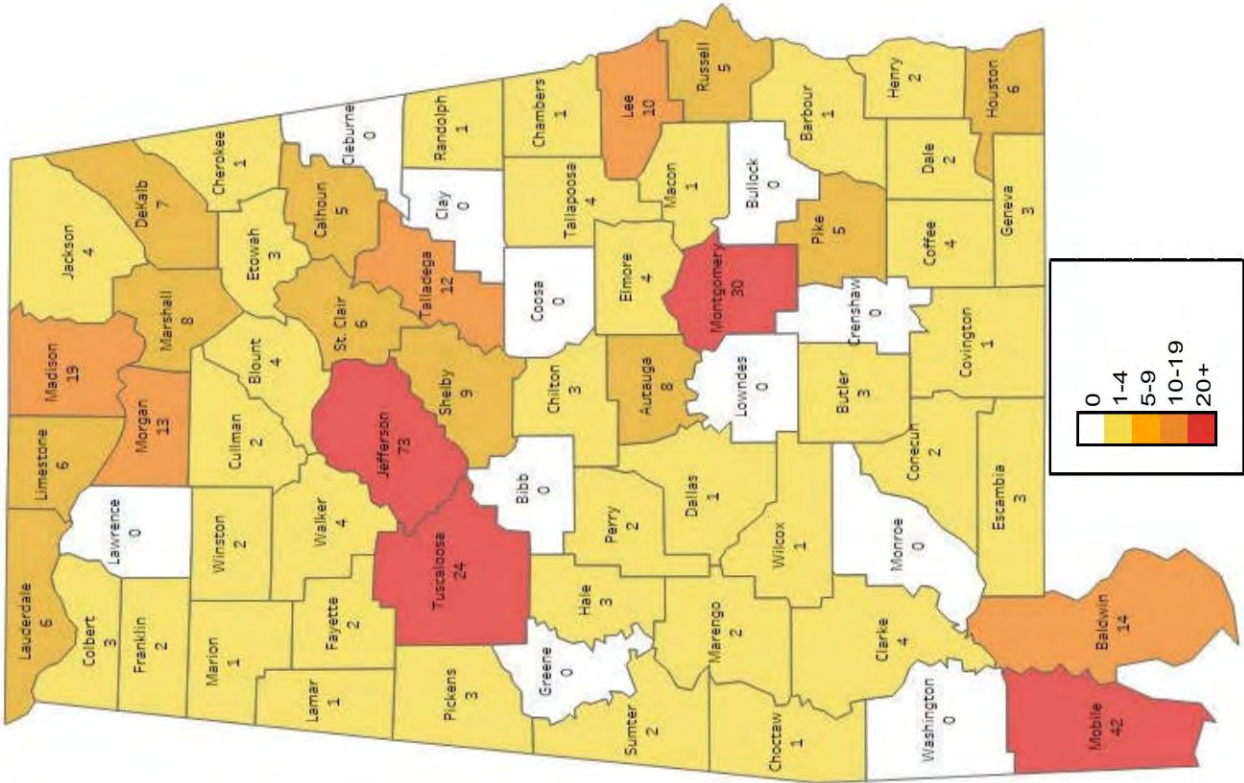 Lauderdale
6
Limestone
6
Madison
19
Jackson
4
Colbert
3
Lawrence
0
Morgan
13
Marshall
8
DeKalb
7
Franklin
2
Marion
1
Winston
2
Cullman
2
Blount
4
Etowah
3
Cherokee
1
Lamar
1
Fayette
2
Walker
4
Jefferson
73
St. Clair
6
Calhoun
5
Cleburne
0
Pickens
3
Tuscaloosa
24
Shelby
9
Talladega
12
Clay
0
Randolph
1
Greene
0
Hale
3
Bibb
0
Chilton
3
Coosa
0
Tallapoosa
4
Chambers
1
Sumter
2
Perry
2
Autauga
8
Elmore
4
Lee
10
Choctaw
1
Marengo
2
Dallas
1
Lowndes
0
Montgomery
30
Macon
1
Russell
5
Bullock
0
Clarke
4
Wilcox
1
Butler
3
Crenshaw
0
Pike
5
Barbour
1
Washington
0
Monroe
0
Conecuh
2
Covington
1
Coffee
4
Dale
2
Henry
2
Mobile
42
Baldwin
14
Escambia
3
Geneva
3
Houston
6
0
1-4
5-9
10-19
20+